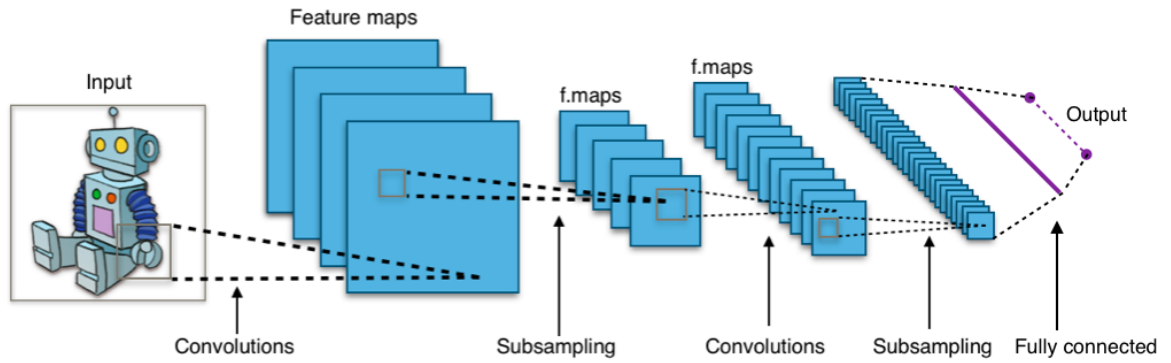 Feature maps
Input
f.maps
f.maps
Output
Convolutions
Subsampling
Convolutions
Subsampling
Fully connected